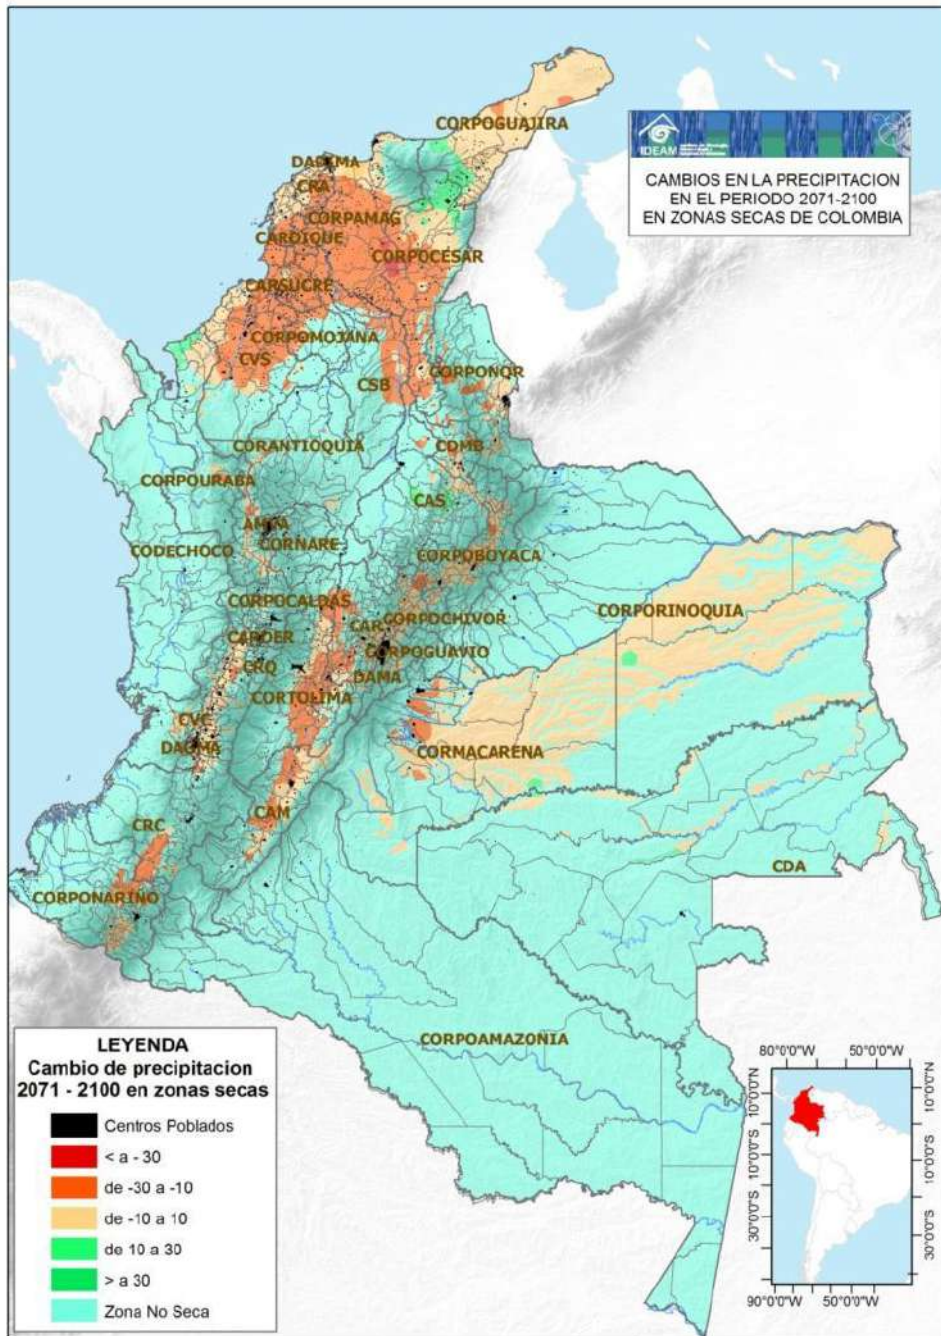 CORPOGUAJIRA
IDEAM
CAMBIOS EN LA PRECIPITACION
EN EL PERIODO 2071-2100
EN ZONAS SECAS DE COLOMBIA
DADIMA
CRA
CORPAMAG
CARDIQUE
CORPOCESAR
CARSUCRE
CORPOMOJANA
CVS
CSB
CORPONOR
CORANTIOQUIA
CDMB
CORPOURABA
CAS
AMVA
CORNARE
CODECHOCO
CORPOBOYACA
CORPOCALDAS
CORPORINOQUIA
CAR
CORPOCHIVOR
CARDER
CORPOGUAVIO
CRQ
DAMA
CORTOLIMA
CVC
DAGMA
CORMACARENA
CAM
CRC
CDA
CORPONARIÑO
CORPOAMAZONIA
LEYENDA
Cambio de precipitacion
2071 - 2100 en zonas secas
Centros Poblados
< a - 30
de -30 a -10
de -10 a 10
de 10 a 30
> a 30
Zona No Seca
80°0'0"W 50°0'0"W
10°0'0"N 10°0'0"N
10°0'0"S 10°0'0"S
30°0'0"S 30°0'0"S
90°0'0"W 50°0'0"W